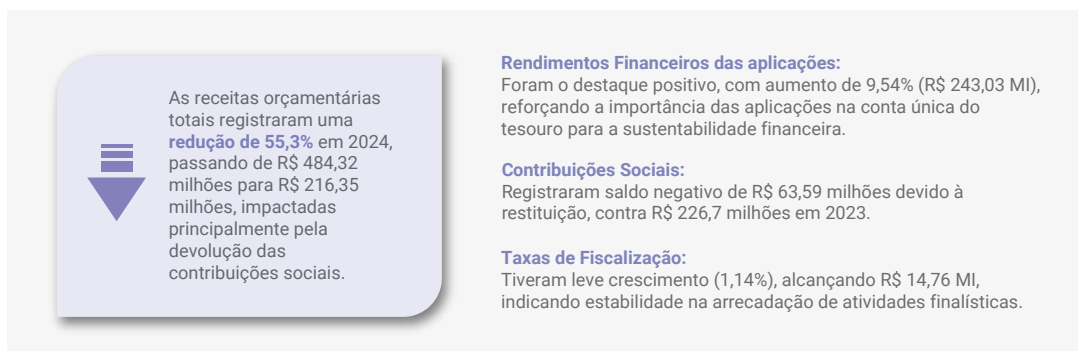 As receitas orçamentárias
totais registraram uma
redução de 55,3% em 2024,
passando de R$ 484,32
milhões para R$ 216,35
milhões, impactadas
principalmente pela
devolução das
contribuições sociais.
Rendimentos Financeiros das aplicações:
Foram o destaque positivo, com aumento de 9,54% (R$ 243,03 MI),
reforçando a importância das aplicações na conta única do
tesouro para a sustentabilidade financeira.
Contribuições Sociais:
Registraram saldo negativo de R$ 63,59 milhões devido à
restituição, contra R$ 226,7 milhões em 2023.
Taxas de Fiscalização:
Tiveram leve crescimento (1,14%), alcançando R$ 14,76 MI,
indicando estabilidade na arrecadação de atividades finalísticas.